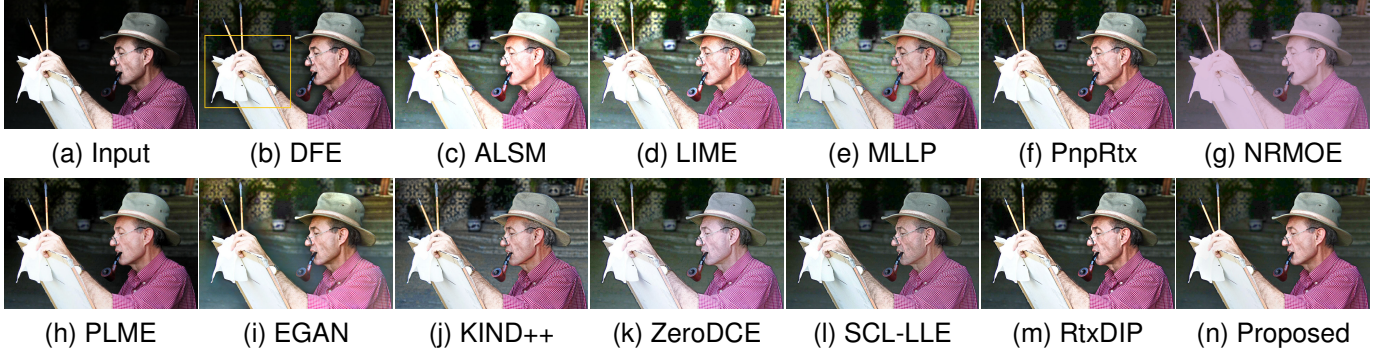 (a) Input (b) DFE (c) ALSM (d) LIME (e) MLLP (f) PnpRtx (g) NRMOE
(h) PLME (i) EGAN (j) KIND++ (k) ZeroDCE (l) SCL-LLE (m) RtxDIP (n) Proposed